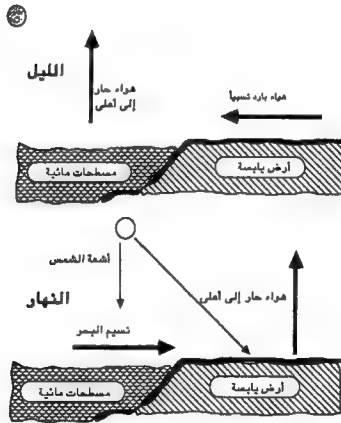 الليل
هواء حار
إلى أعلى
هواء بارد نسبياً
مسطحات مائية
أرض يابسة
أشعة الشمس
النهار
هواء حار إلى أعلى
نسيم البحر
مسطحات مائية
أرض يابسة